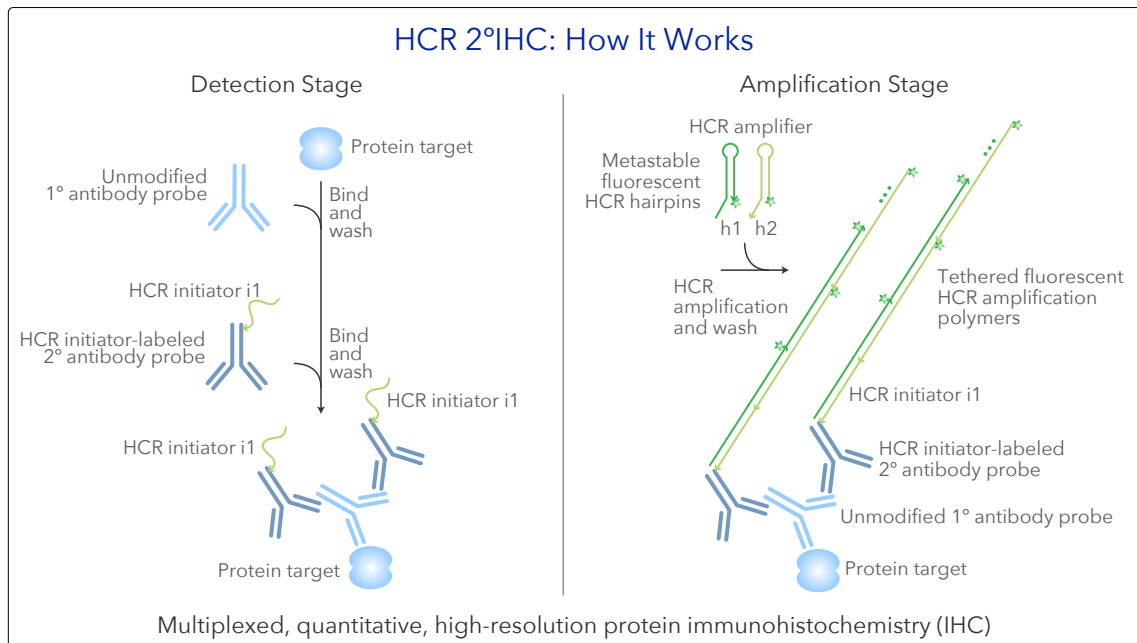 HCR 2°IHC: How It Works
Detection Stage
Protein target
Unmodified
1° antibody probe
Bind
and
wash
HCR initiator i1
HCR initiator-labeled
2° antibody probe
Bind
and
wash
HCR initiator i1
HCR initiator i1
Protein target
Amplification Stage
HCR amplifier
Metastable
fluorescent
HCR hairpins
h1 h2
HCR
amplification
and wash
Tethered fluorescent
HCR amplification
polymers
HCR initiator i1
HCR initiator-labeled
2° antibody probe
Unmodified 1° antibody probe
Protein target
Multiplexed, quantitative, high-resolution protein immunohistochemistry (IHC)